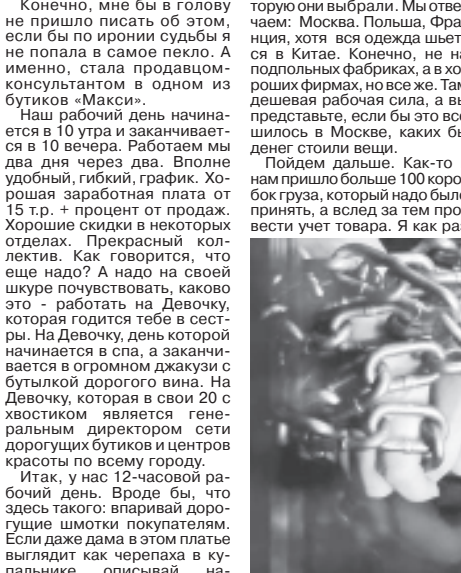 Конечно, мне бы в голову
не пришло писать об этом,
если бы по иронии судьбы я
не попала в самое пекло. А
именно, стала продавцом-
консультантом в одном из
бутиков «Макси».
Наш рабочий день начина-
ется в 10 утра и заканчивает-
ся в 10 вечера. Работаем мы
два дня через два. Вполне
удобный, гибкий, график. Хо-
рошая заработная плата от
15 т.р. + процент от продаж.
Хорошие скидки в некоторых
отделах. Прекрасный кол-
лектив. Как говорится, что
еще надо? А надо на своей
шкуре почувствовать, каково
это - работать на Девочку,
которая годится тебе в сест-
ры. На Девочку, день которой
начинается в спа, а заканчи-
вается в огромном джакузи с
бутылкой дорогого вина. На
Девочку, которая в свои 20 с
хвостиком является гене-
ральным директором сети
дорогущих бутиков и центров
красоты по всему городу.
Итак, у нас 12-часовой ра-
бочий день. Вроде бы, что
здесь такого: впаривай доро-
гущие шмотки покупателям.
Если даже дама в этом платье
выглядит как черепаха в ку-
пальнике, описывай на-
торую они выбрали. Мы отве
чаем: Москва. Польша, Фра
нция, хотя вся одежда шьет
ся в Китае. Конечно, не на
подпольных фабриках, а в хо
роших фирмах, но все же. Там
дешевая рабочая сила, а вы
представьте, если бы это все
шилось в Москве, каких бы
денег стоили вещи.
Пойдем дальше. Как-то
нам пришло больше 100 коро
бок груза, который надо было
принять, а вслед за тем про
вести учет товара. Я как раз